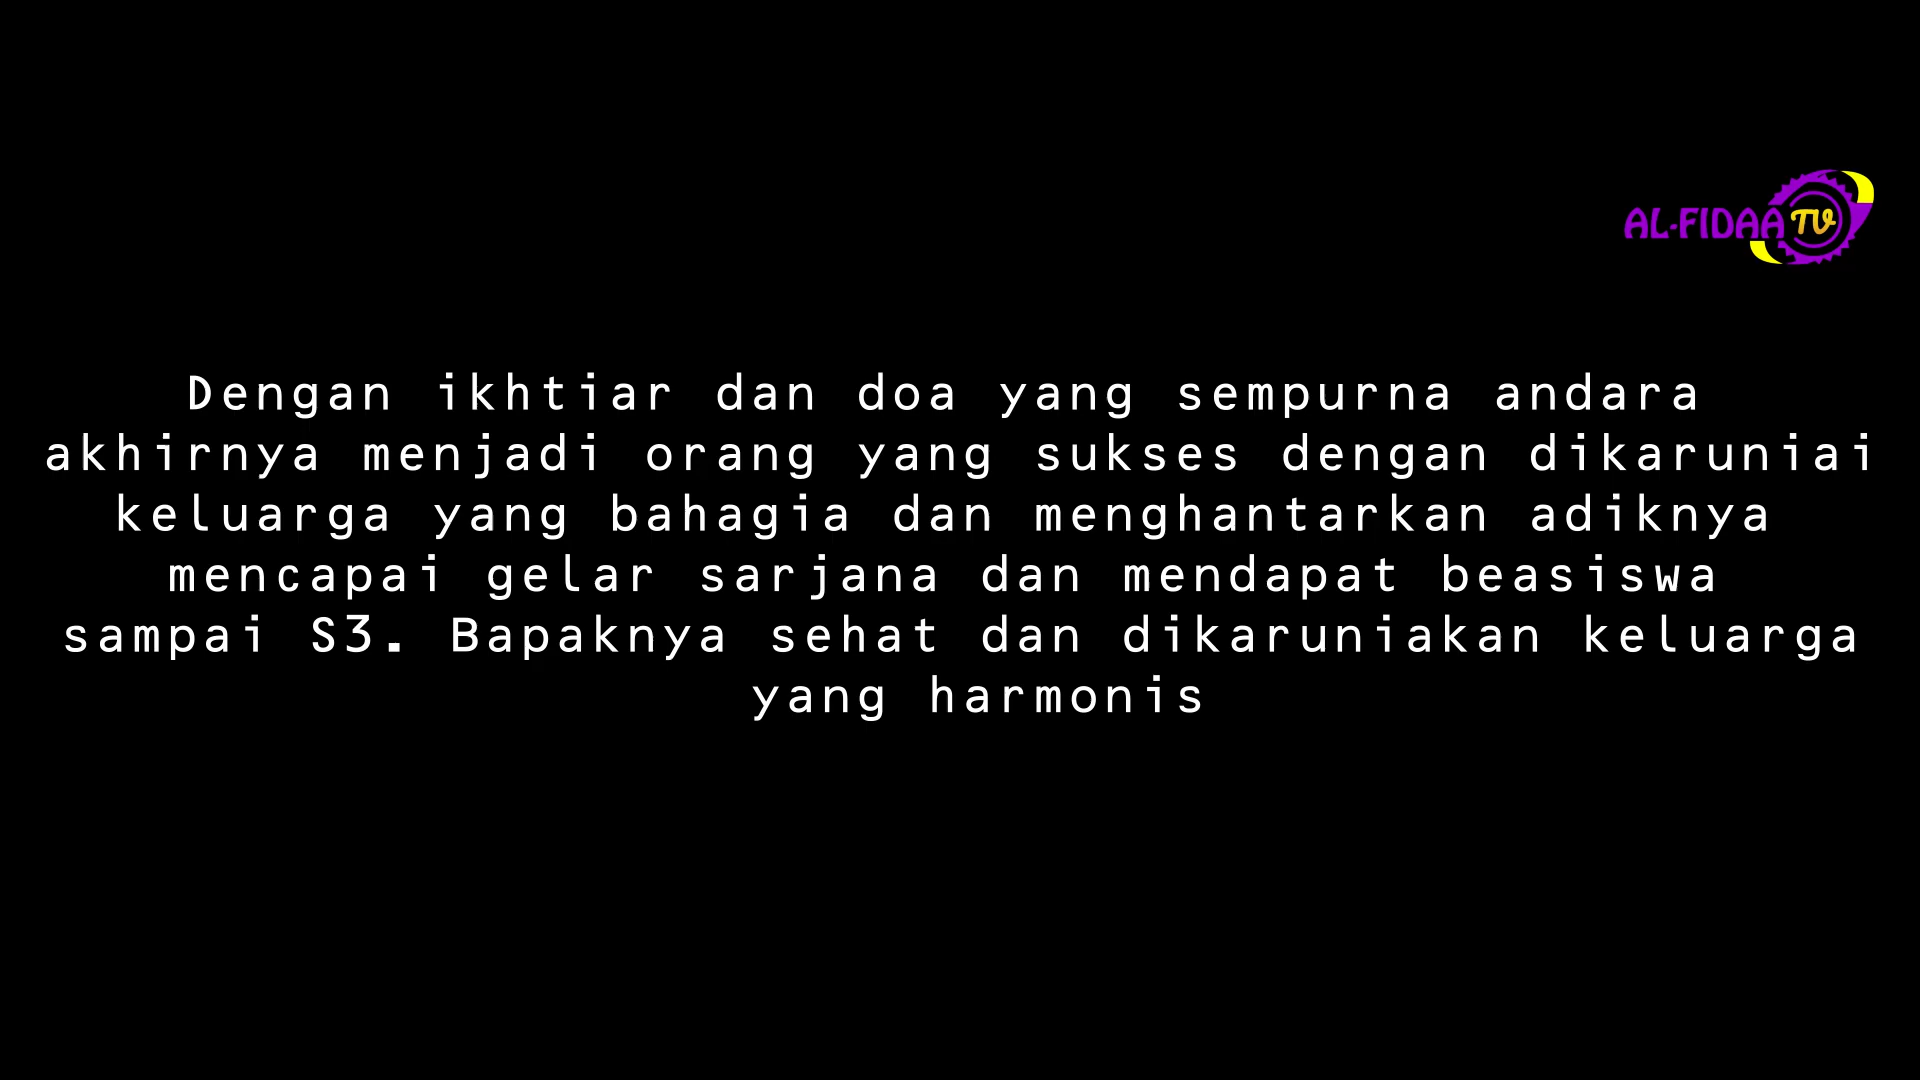 AL-FIDAA TV
Dengan ikhtiar dan doa yang sempurna andara
akhirnya menjadi orang yang sukses dengan dikaruniai
keluarga yang bahagia dan menghantarkan adiknya
mencapai gelar sarjana dan mendapat beasiswa
sampai S3. Bapaknya sehat dan dikaruniakan keluarga
yang harmonis